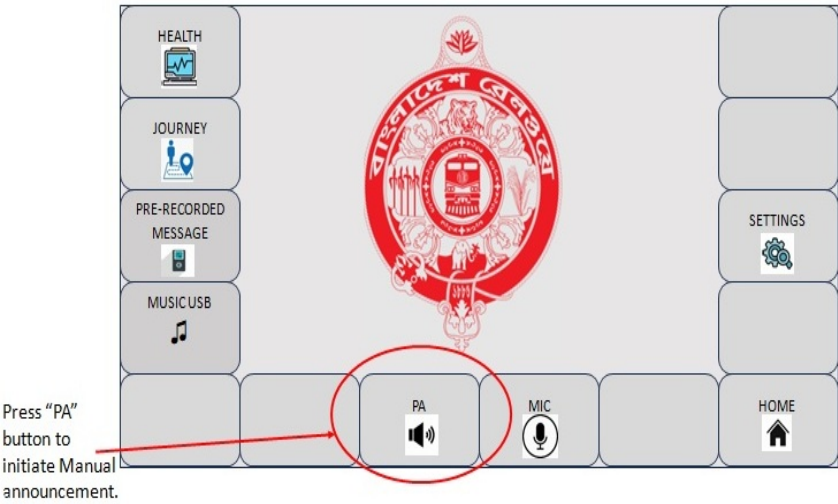 HEALTH
JOURNEY
PRE-RECORDED
MESSAGE
MUSIC USB
বাংলাদেশ রেলওয়ে
SETTINGS
PA
MIC
HOME
Press “PA”
button to
initiate Manual
announcement.